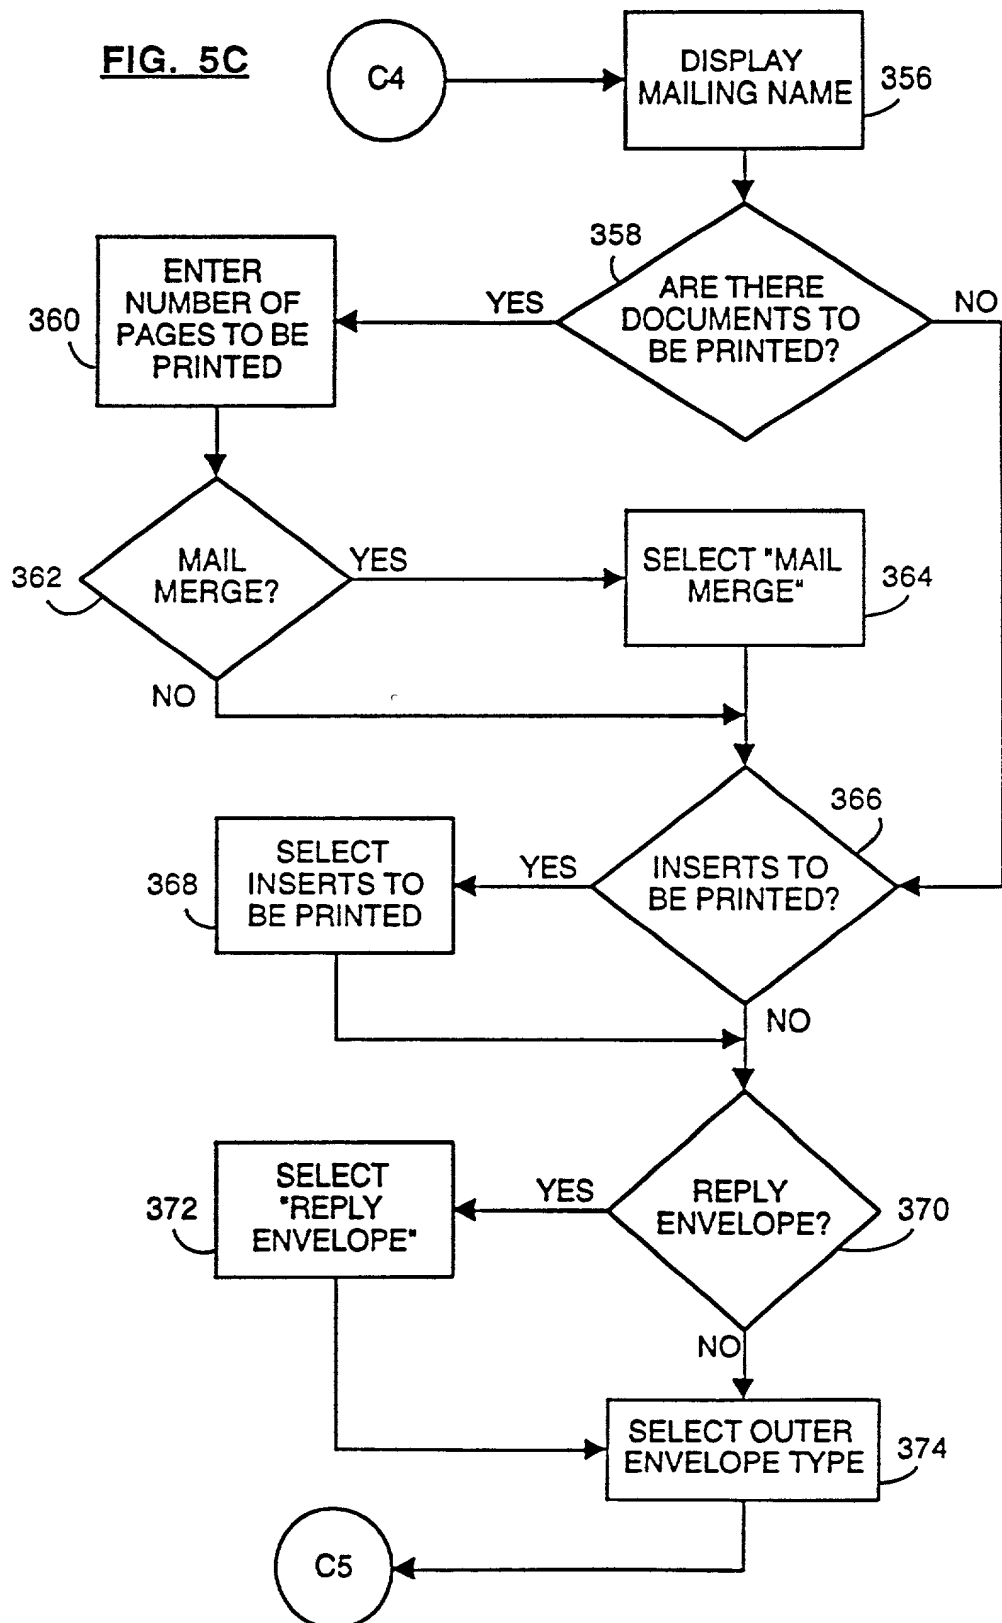 FIG. 5C
C4
DISPLAY
MAILING NAME
356
358
ARE THERE
DOCUMENTS TO
BE PRINTED?
YES
NO
ENTER
NUMBER OF
PAGES TO BE
PRINTED
360
MAIL
MERGE?
362
YES
NO
SELECT "MAIL
MERGE"
364
366
INSERTS TO
BE PRINTED?
YES
NO
SELECT
INSERTS TO
BE PRINTED
368
REPLY
ENVELOPE?
370
YES
NO
SELECT
"REPLY
ENVELOPE"
372
SELECT OUTER
ENVELOPE TYPE
374
C5